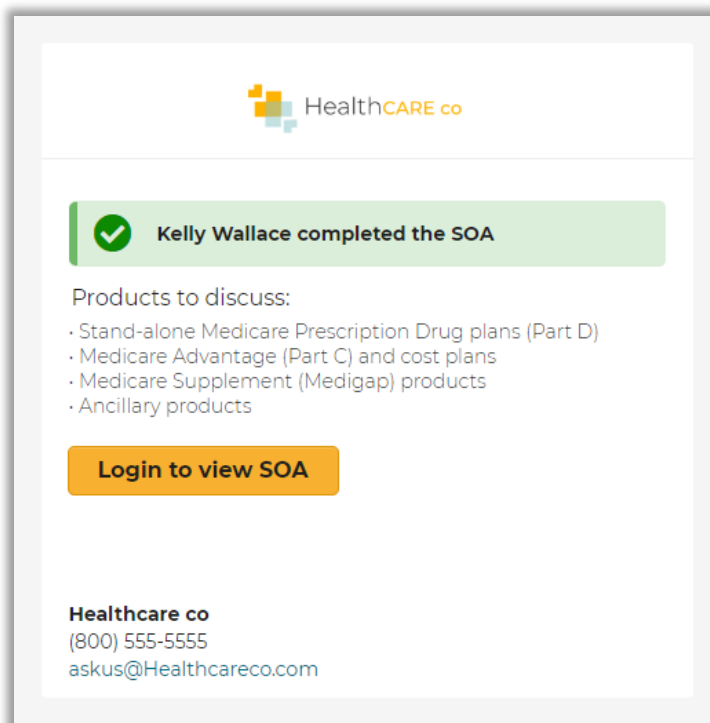 HealthCARE co
Kelly Wallace completed the SOA
Products to discuss:
· Stand-alone Medicare Prescription Drug plans (Part D)
· Medicare Advantage (Part C) and cost plans
· Medicare Supplement (Medigap) products
· Ancillary products
Login to view SOA
Healthcare co
(800) 555-5555
askus@Healthcareco.com